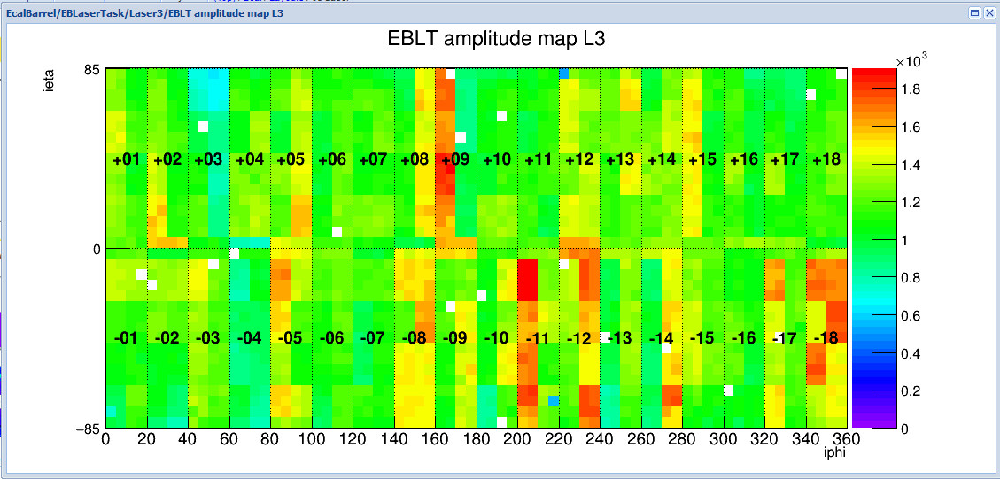 EcalBarrel/EBLaserTask/Laser3/EBLT amplitude map L3
EBLT amplitude map L3
×10³
ieta
85
0
−85
+01 +02 +03 +04 +05 +06 +07 +08 +09 +10 +11 +12 +13 +14 +15 +16 +17 +18
-01 -02 -03 -04 -05 -06 -07 -08 -09 -10 -11 -12 -13 -14 -15 -16 -17 -18
0 20 40 60 80 100 120 140 160 180 200 220 240 260 280 300 320 340 360
iphi
1.8
1.6
1.4
1.2
1
0.8
0.6
0.4
0.2
0